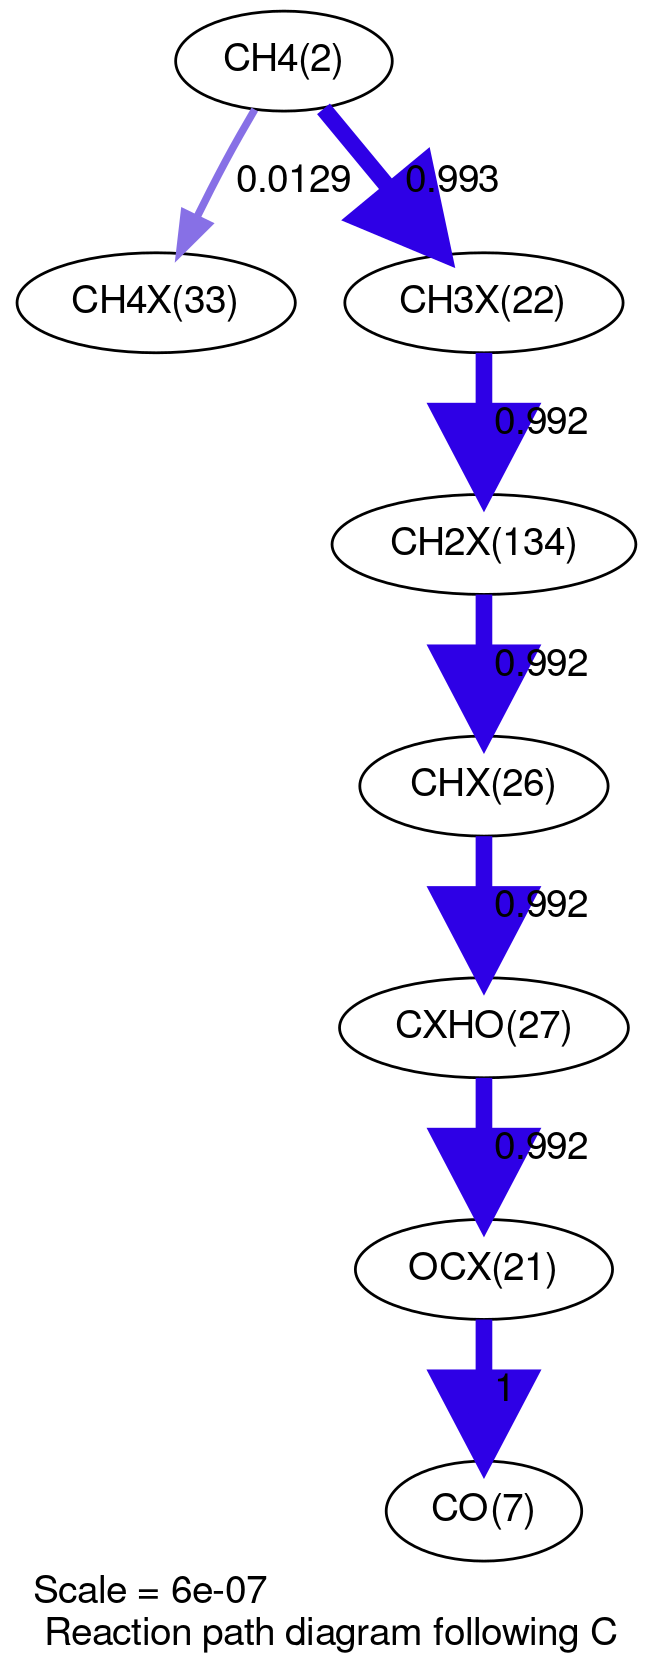 CH4(2)
0.0129
0.993
CH4X(33)
CH3X(22)
0.992
CH2X(134)
0.992
CHX(26)
0.992
CXHO(27)
0.992
OCX(21)
1
CO(7)
Scale = 6e-07
Reaction path diagram following C